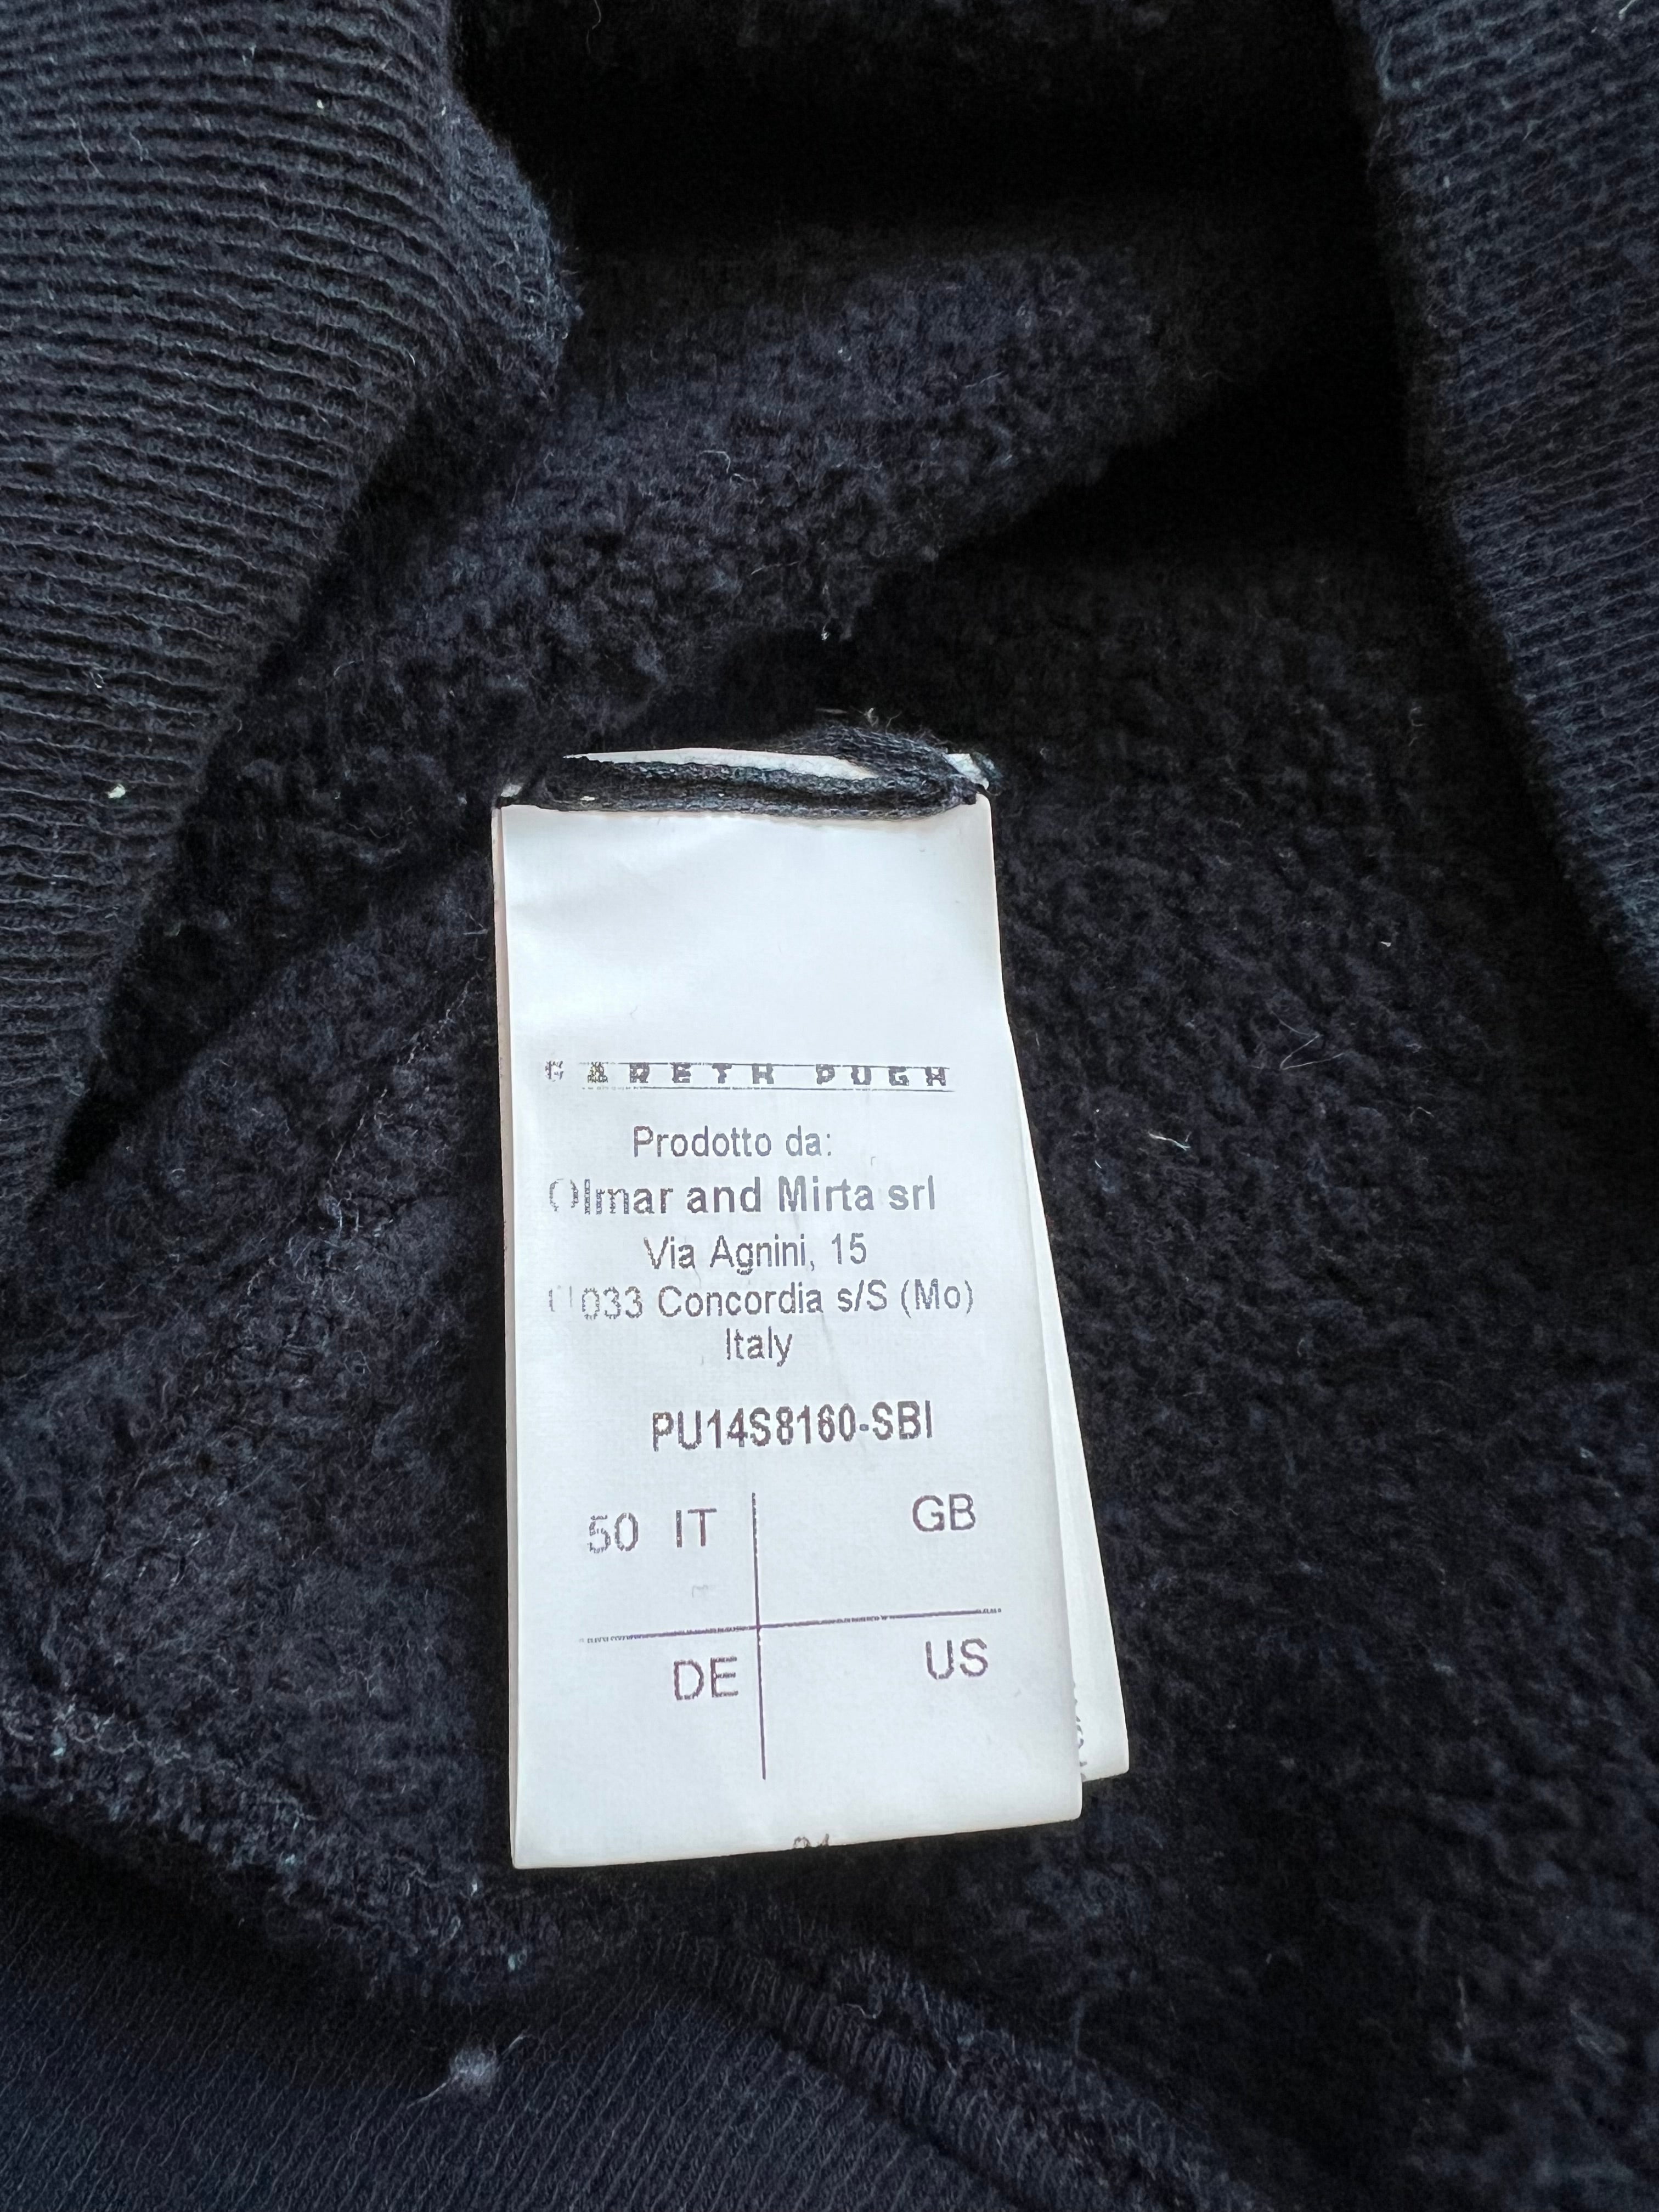 GARETH PUGH
Prodotto da:
Olmar and Mirta srl
Via Agnini, 15
Concordia s/S (Mo)
Italy
PU14S8160-SBI
50 IT GB
DE US